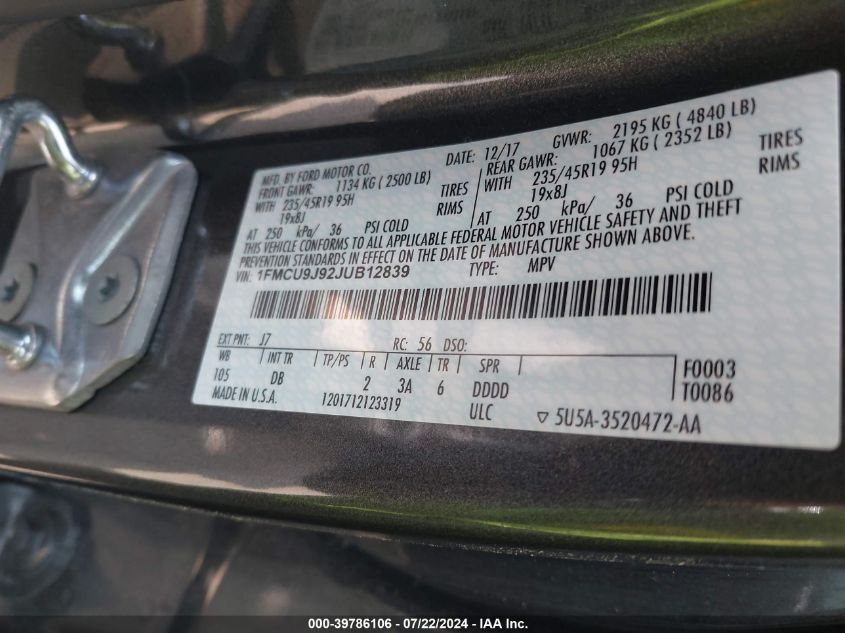 MFD. BY FORD MOTOR CO.
DATE: 12/17 GVWR: 2195 KG ( 4840 LB)
FRONT GAWR: 1134 KG ( 2500 LB)
REAR GAWR: 1067 KG ( 2352 LB)
WITH 235/45R19 95H TIRES
WITH 235/45R19 95H TIRES
19x8J RIMS
19x8J RIMS
AT 250 kPa/ 36 PSI COLD
AT 250 kPa/ 36 PSI COLD
THIS VEHICLE CONFORMS TO ALL APPLICABLE FEDERAL MOTOR VEHICLE SAFETY AND THEFT
PREVENTION STANDARDS IN EFFECT ON THE DATE OF MANUFACTURE SHOWN ABOVE.
VIN: 1FMCU9J92JUB12839 TYPE: MPV
EXT PNT: J7 RC: 56 DSO:
WB INT TR TP/PS R AXLE TR SPR
105 DB 2 3A 6 DDDD
F0003
T0086
MADE IN U.S.A. 1201712123319 ULC ▽ 5U5A-3520472-AA
000-39786106 - 07/22/2024 - IAA Inc.